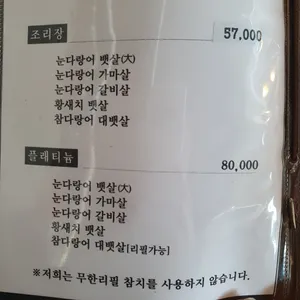 조리장 57,000
눈다랑어 뱃살(大)
눈다랑어 가마살
눈다랑어 갈비살
황새치 뱃살
참다랑어 대뱃살
플래티늄 80,000
눈다랑어 뱃살(大)
눈다랑어 가마살
눈다랑어 갈비살
황새치 뱃살
참다랑어 대뱃살[리필가능]
※저희는 무한리필 참치를 사용하지 않습니다.